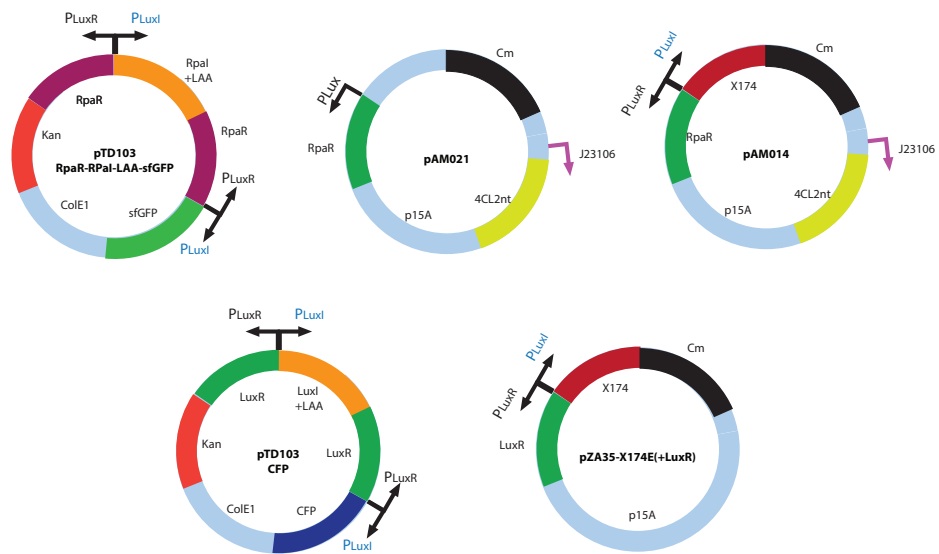 PLuxR PLuxI
RpaI
+LAA
RpaR
RpaR
Kan
pTD103
RpaR-RPaI-LAA-sfGFP
ColE1
sfGFP
PLuxR
PLuxI
PLux
Cm
RpaR
pAM021
J23106
4CL2nt
p15A
PLuxI
PLuxR
Cm
X174
RpaR
pAM014
J23106
4CL2nt
p15A
PLuxR PLuxI
LuxR
LuxI
+LAA
Kan
LuxR
pTD103
CFP
ColE1
CFP
PLuxR
PLuxI
PLuxI
PLuxR
Cm
X174
LuxR
pZA35-X174E(+LuxR)
p15A